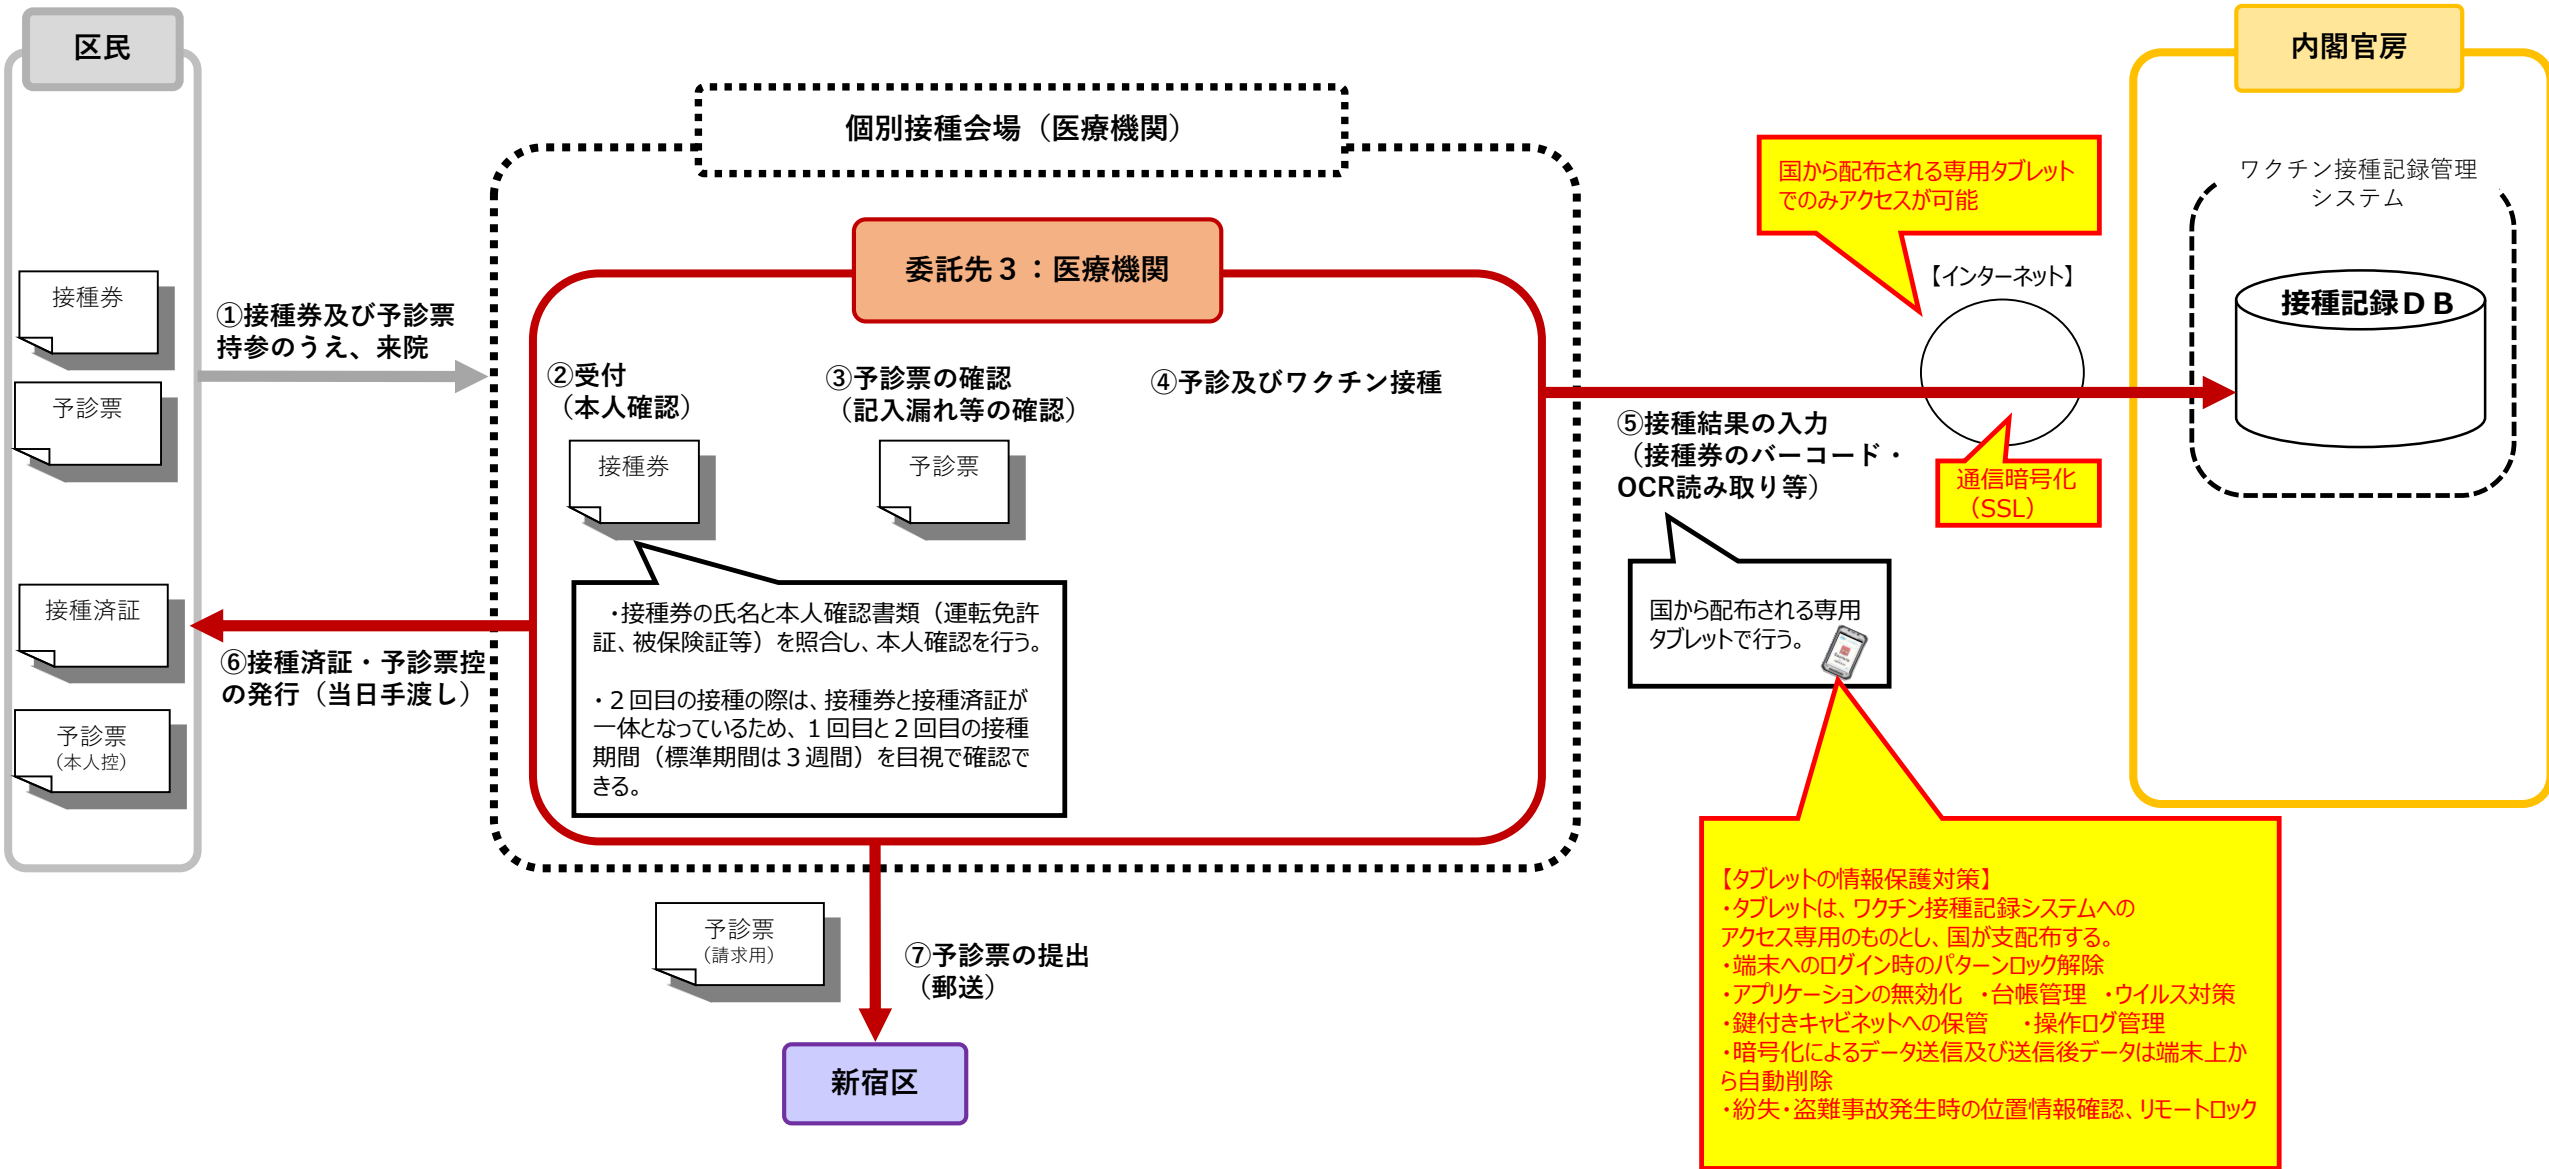 区民
接種券
予診票
接種済証
予診票
(本人控)
①接種券及び予診票
持参のうえ、来院
⑥接種済証・予診票控
の発行（当日手渡し）
個別接種会場（医療機関）
委託先３：医療機関
②受付
（本人確認）
接種券
③予診票の確認
（記入漏れ等の確認）
予診票
④予診及びワクチン接種
・接種券の氏名と本人確認書類（運転免許
証、被保険証等）を照合し、本人確認を行う。
・２回目の接種の際は、接種券と接種済証が
一体となっているため、１回目と２回目の接種
期間（標準期間は３週間）を目視で確認で
きる。
予診票
(請求用)
⑦予診票の提出
（郵送）
新宿区
国から配布される専用タブレット
でのみアクセスが可能
【インターネット】
⑤接種結果の入力
（接種券のバーコード・
OCR読み取り等）
通信暗号化
（SSL）
国から配布される専用
タブレットで行う。
【タブレットの情報保護対策】
・タブレットは、ワクチン接種記録システムへの
アクセス専用のものとし、国が支配布する。
・端末へのログイン時のパターンロック解除
・アプリケーションの無効化　・台帳管理　・ウイルス対策
・鍵付きキャビネットへの保管　・操作ログ管理
・暗号化によるデータ送信及び送信後データは端末上か
ら自動削除
・紛失・盗難事故発生時の位置情報確認、リモートロック
内閣官房
ワクチン接種記録管理
システム
接種記録ＤＢ